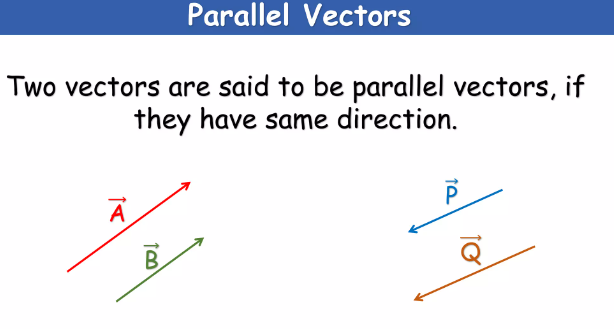 Parallel Vectors
Two vectors are said to be parallel vectors, if
they have same direction.
A⃗
B⃗
P⃗
Q⃗